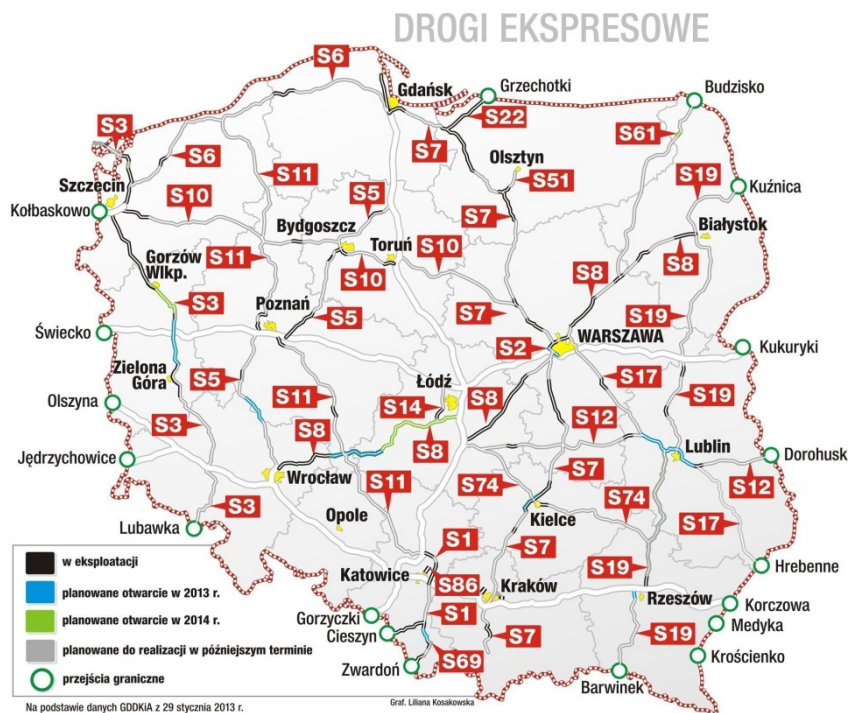 DROGI EKSPRESOWE
S6
Gdańsk
Grzechotki
Budzisko
S3
S22
S61
S6
S7
Olsztyn
S11
S51
S19
Szczecin
S10
S5
Kuźnica
Kołbaskowo
S7
Białystok
Bydgoszcz
Toruń
S10
Gorzów
Wlkp.
S11
S10
S8
S8
S3
Poznań
S5
S7
S19
Świecko
S2
WARSZAWA
Kukuryki
Zielona
Góra
S5
Łódź
S17
Olszyna
S11
S14
S8
S19
S3
S12
S8
S8
Lublin
Jędrzychowice
S7
Dorohusk
Wrocław
S11
S74
S12
S74
S3
Opole
Kielce
S17
Lubawka
S1
S7
w eksploatacji
S19
Hrebenne
Katowice
S86
planowane otwarcie w 2013 r.
Kraków
Rzeszów
Korczowa
Gorzyczki
S1
planowane otwarcie w 2014 r.
Medyka
Cieszyn
S7
S19
planowane do realizacji w późniejszym terminie
S69
Krościenko
Zwardoń
przejścia graniczne
Barwinek
Na podstawie danych GDDKiA z 29 stycznia 2013 r.
Graf. Liliana Kosakowska